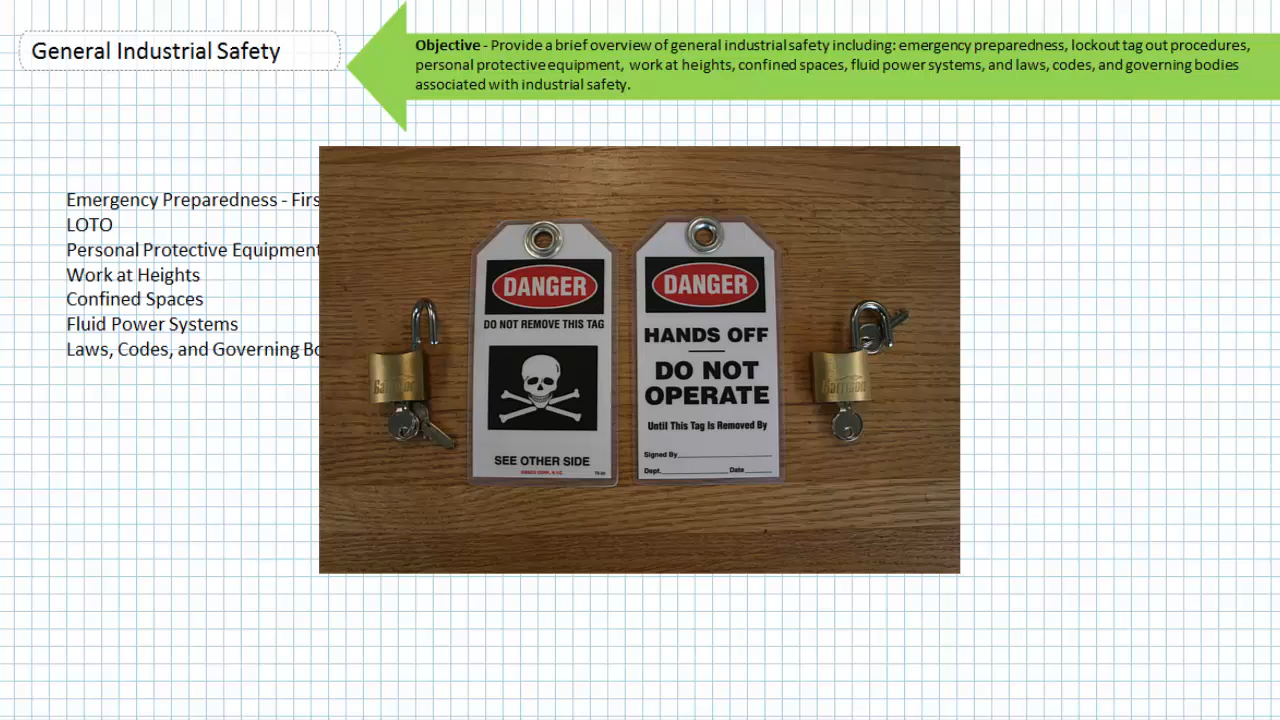 General Industrial Safety
Objective - Provide a brief overview of general industrial safety including: emergency preparedness, lockout tag out procedures,
personal protective equipment, work at heights, confined spaces, fluid power systems, and laws, codes, and governing bodies
associated with industrial safety.
Emergency Preparedness - Firs
LOTO
Personal Protective Equipment
Work at Heights
Confined Spaces
Fluid Power Systems
Laws, Codes, and Governing Bo
DANGER
DO NOT REMOVE THIS TAG
SEE OTHER SIDE
DANGER
HANDS OFF
DO NOT
OPERATE
Until This Tag Is Removed By
Signed By
Dept. Date
Garrison